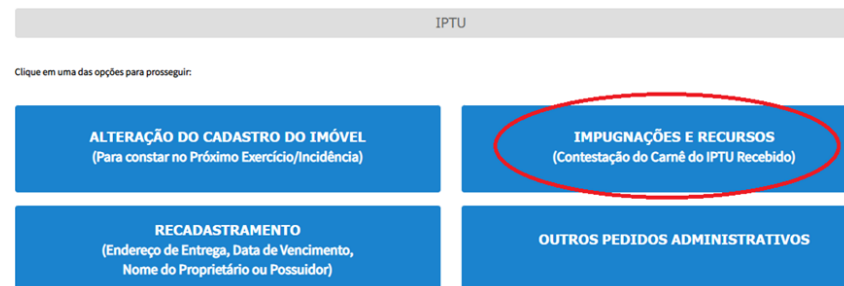 IPTU
Clique em uma das opções para prosseguir:
ALTERAÇÃO DO CADASTRO DO IMÓVEL
(Para constar no Próximo Exercício/Incidência)
IMPUGNAÇÕES E RECURSOS
(Contestação do Carnê do IPTU Recebido)
RECADASTRAMENTO
(Endereço de Entrega, Data de Vencimento,
Nome do Proprietário ou Possuidor)
OUTROS PEDIDOS ADMINISTRATIVOS